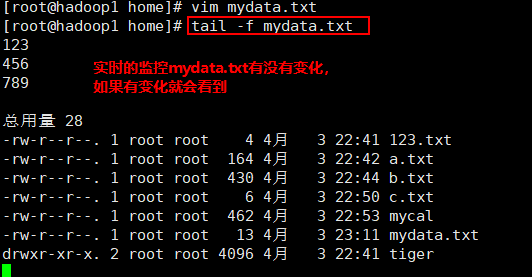 [root@hadoop1 home]# vim mydata.txt
[root@hadoop1 home]# tail -f mydata.txt
123
456
789
实时的监控mydata.txt有没有变化，
如果存变化就会看到
总用量 28
-rw-r--r--. 1 root root    4 4月   3 22:41 123.txt
-rw-r--r--. 1 root root  164 4月   3 22:42 a.txt
-rw-r--r--. 1 root root  430 4月   3 22:44 b.txt
-rw-r--r--. 1 root root    6 4月   3 22:50 c.txt
-rw-r--r--. 1 root root  462 4月   3 22:53 mycal
-rw-r--r--. 1 root root   13 4月   3 23:11 mydata.txt
drwxr-xr-x. 2 root root 4096 4月   3 22:41 tiger